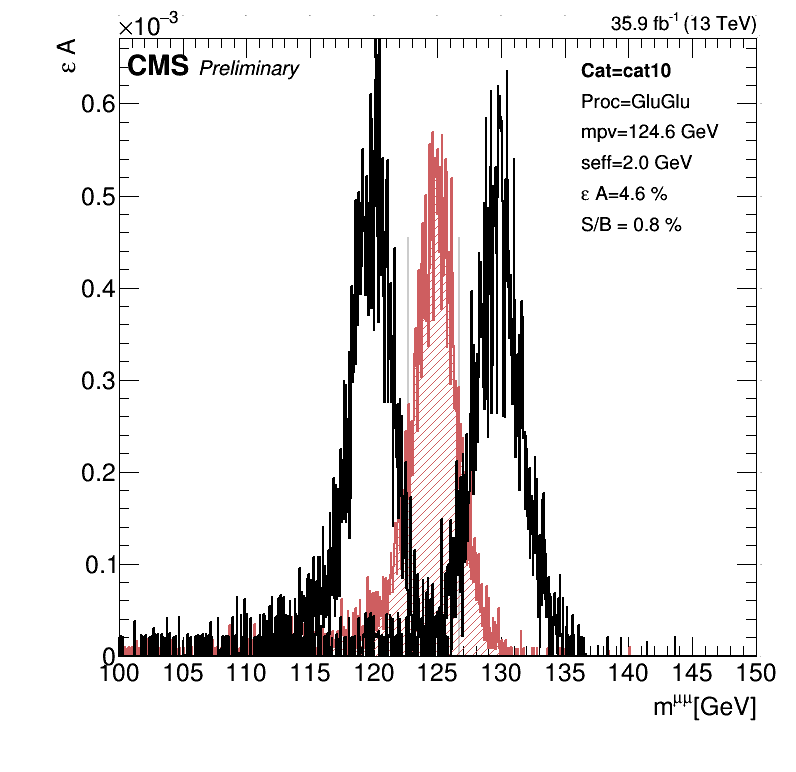 ×10⁻³
35.9 fb⁻¹ (13 TeV)
ε A
CMS Preliminary
Cat=cat10
Proc=GluGlu
mpv=124.6 GeV
seff=2.0 GeV
ε A=4.6 %
S/B = 0.8 %
0.6
0.5
0.4
0.3
0.2
0.1
0
100 105 110 115 120 125 130 135 140 145 150
m^μμ[GeV]